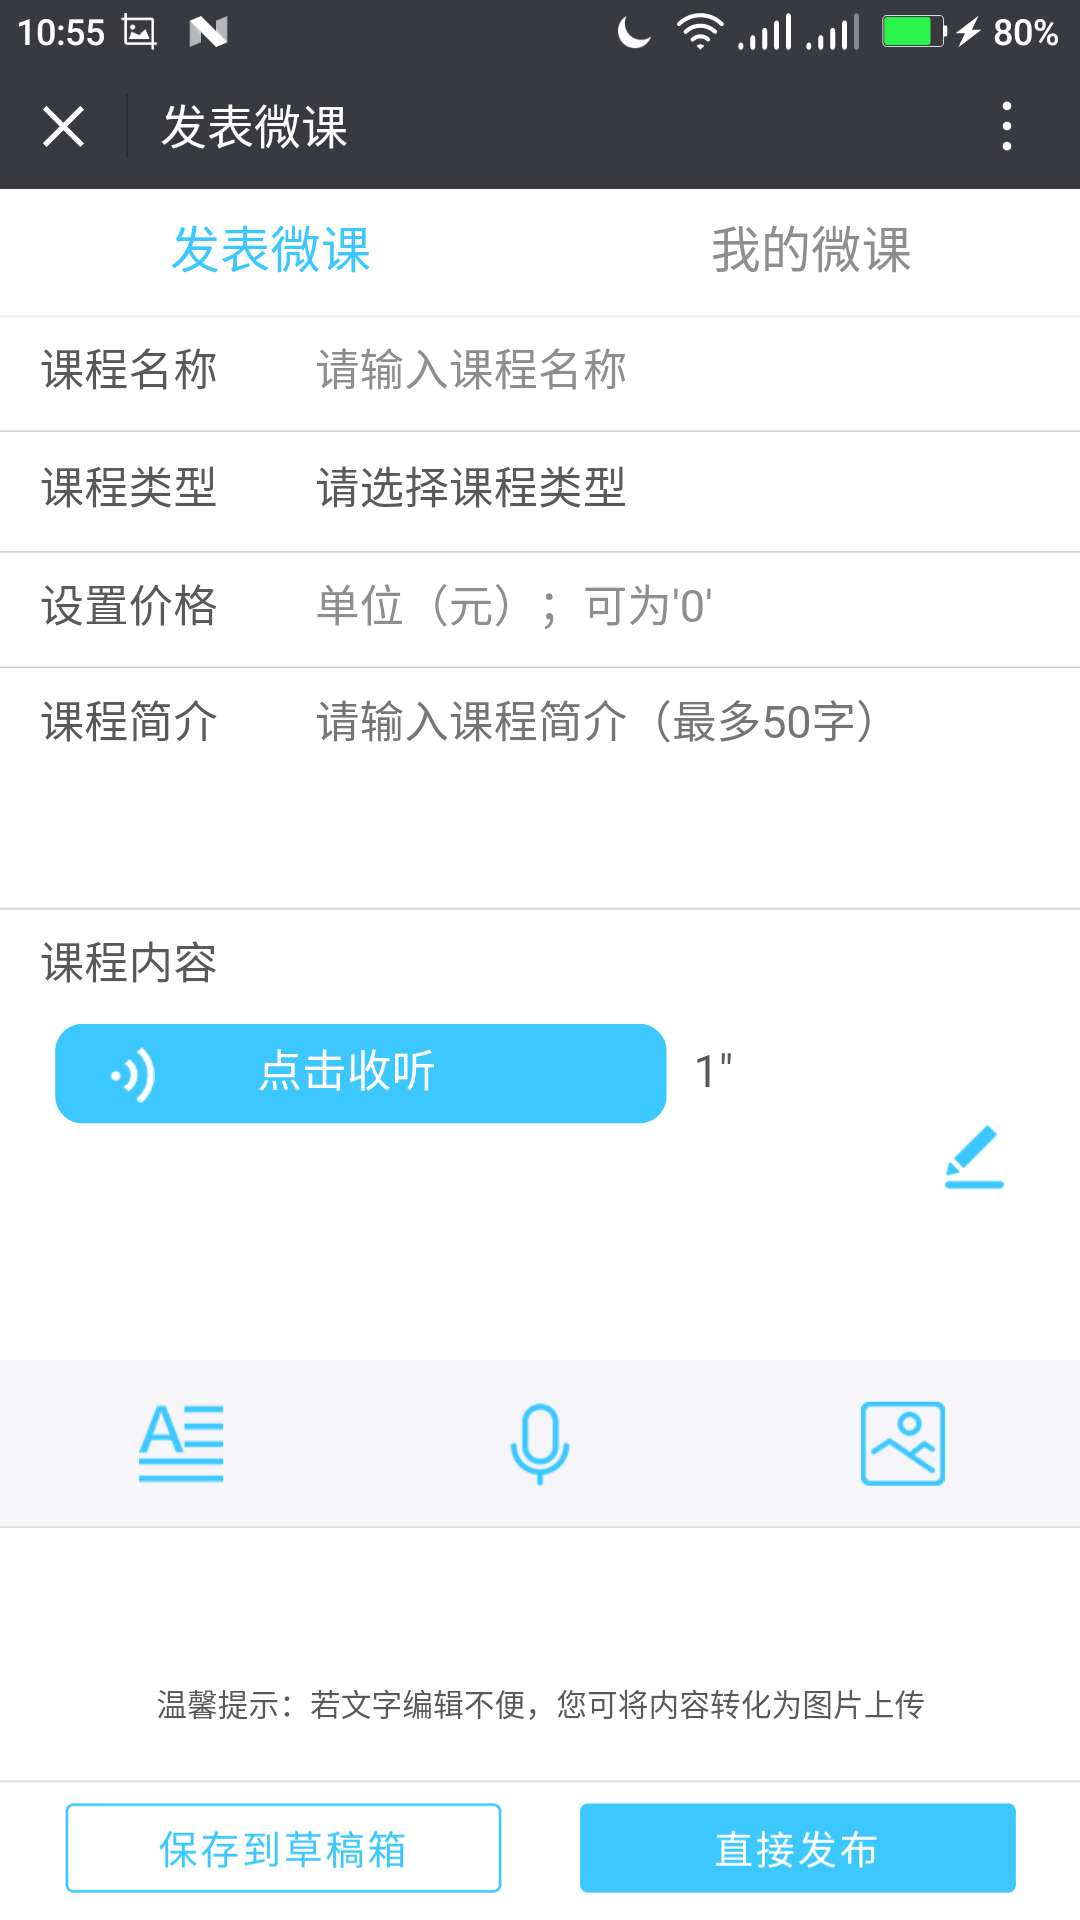 10:55 80%
发表微课
发表微课 我的微课
课程名称 请输入课程名称
课程类型 请选择课程类型
设置价格 单位（元）；可为'0'
课程简介 请输入课程简介（最多50字）
课程内容
点击收听 1"
温馨提示：若文字编辑不便，您可将内容转化为图片上传
保存到草稿箱 直接发布